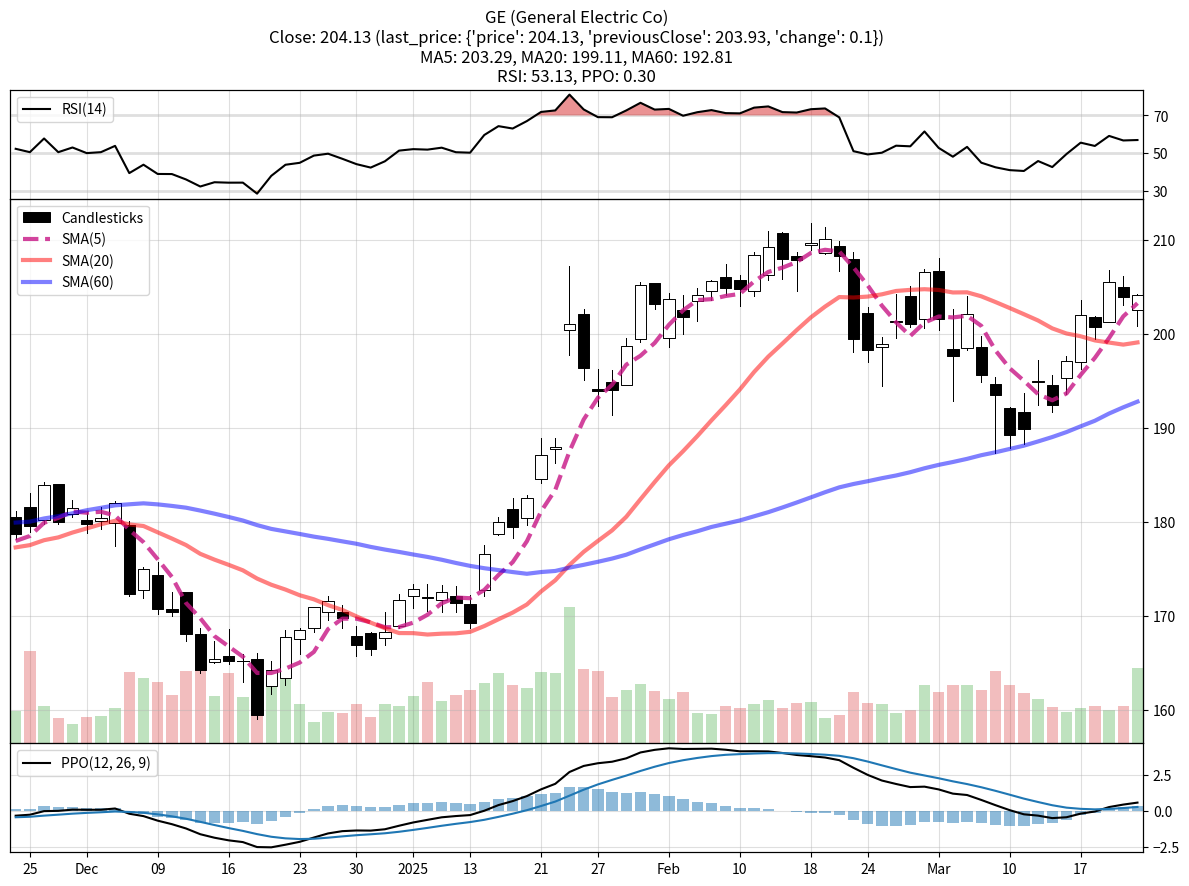 GE (General Electric Co)
Close: 204.13 (last_price: {'price': 204.13, 'previousClose': 203.93, 'change': 0.1})
MA5: 203.29, MA20: 199.11, MA60: 192.81
RSI: 53.13, PPO: 0.30
RSI(14)
70
50
30
Candlesticks
SMA(5)
SMA(20)
SMA(60)
210
200
190
180
170
160
PPO(12, 26, 9)
2.5
0.0
−2.5
25 Dec 09 16 23 30 2025 13 21 27 Feb 10 18 24 Mar 10 17